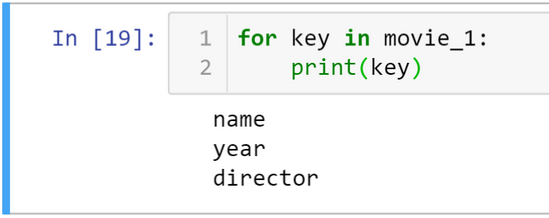 In [19]:
1 for key in movie_1:
2     print(key)
name
year
director